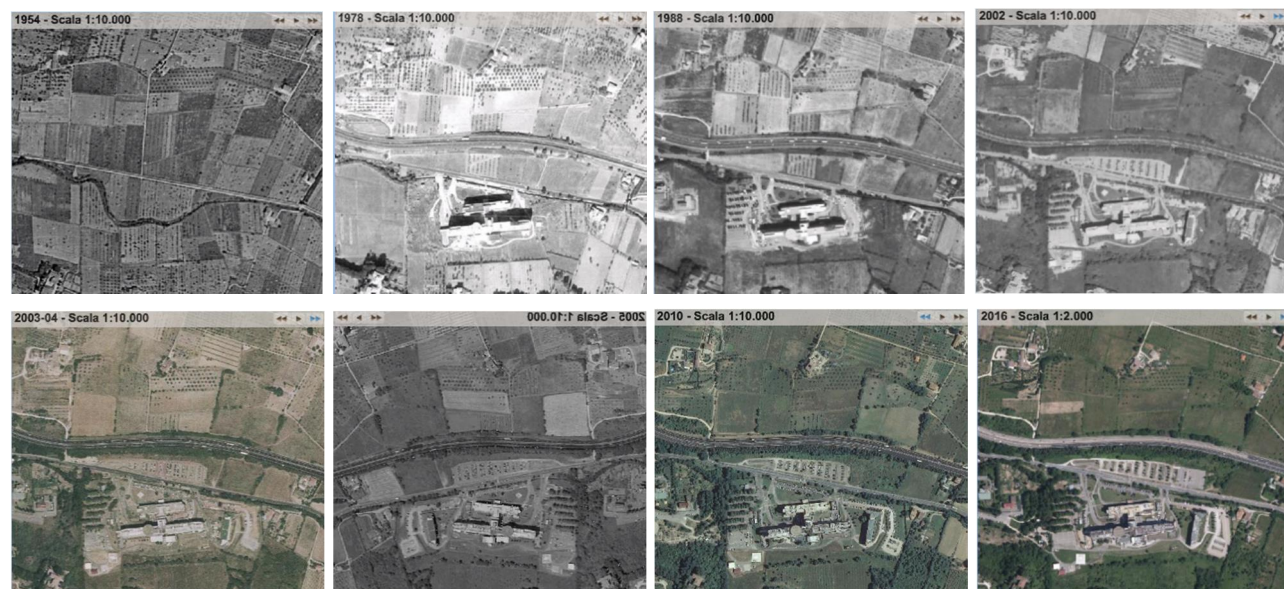 1954 - Scala 1:10.000
1978 - Scala 1:10.000
1988 - Scala 1:10.000
2002 - Scala 1:10.000
2003-04 - Scala 1:10.000
2005 - Scala 1:10.000
2010 - Scala 1:10.000
2016 - Scala 1:2.000